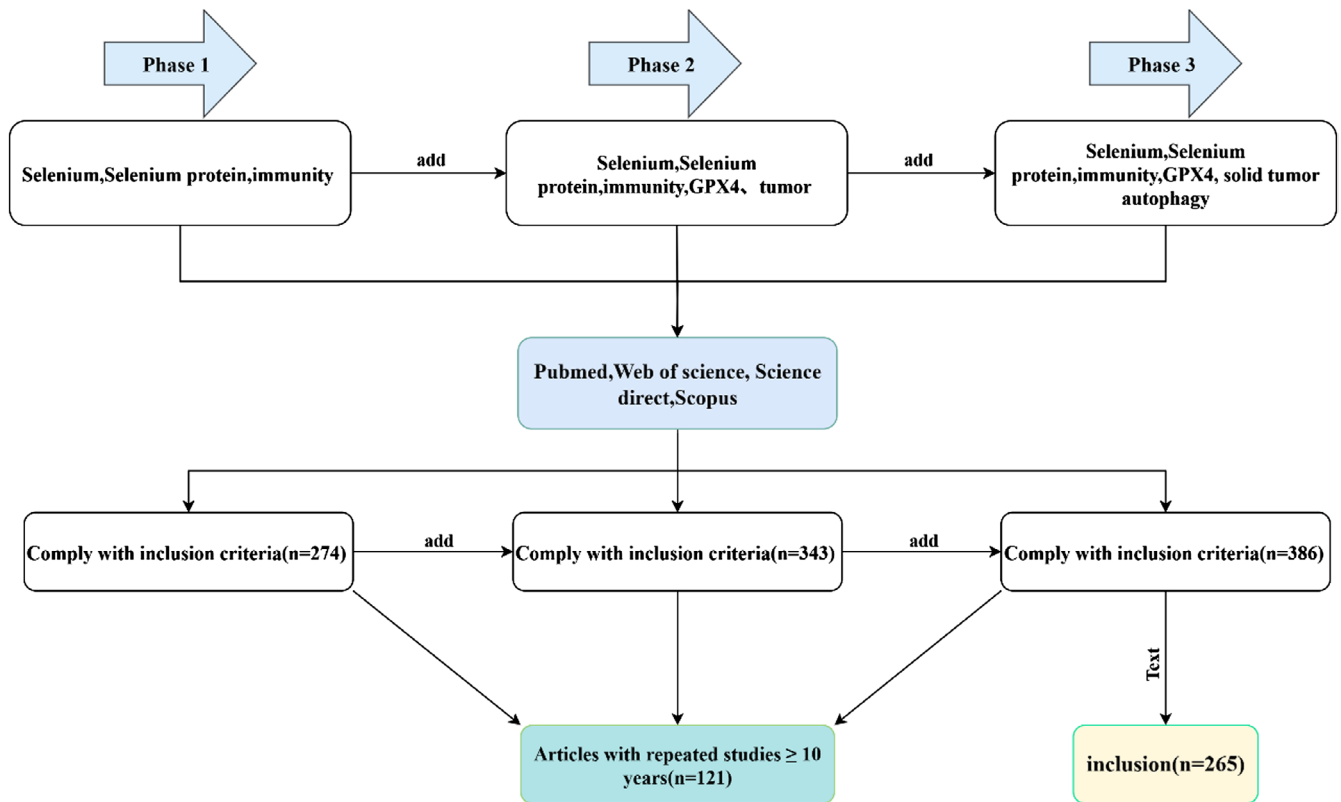 Phase 1
Phase 2
Phase 3
Selenium,Selenium protein,immunity
add
Selenium,Selenium
protein,immunity,GPX4、tumor
add
Selenium,Selenium
protein,immunity,GPX4, solid tumor
autophagy
Pubmed,Web of science, Science
direct,Scopus
Comply with inclusion criteria(n=274)
add
Comply with inclusion criteria(n=343)
add
Comply with inclusion criteria(n=386)
Text
Articles with repeated studies ≥ 10
years(n=121)
inclusion(n=265)